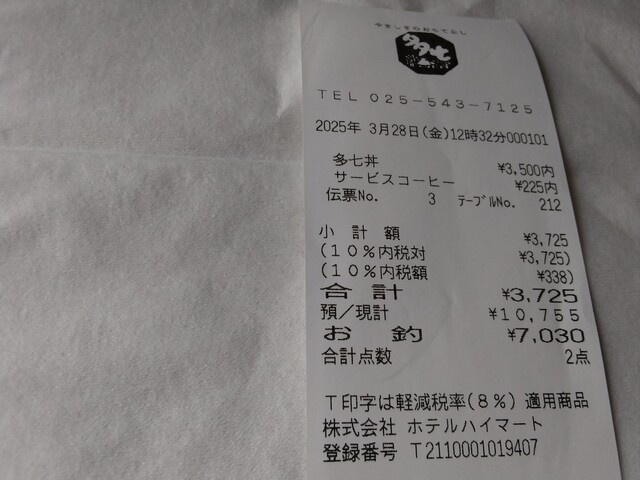 多七
TEL 025-543-7125
2025年 3月28日(金)12時32分000101
多七丼 ¥3,500内
サービスコーヒー ¥225内
伝票No. 3 テーブルNo. 212
小計額 ¥3,725
(10%内税対 ¥3,725)
(10%内税額 ¥338)
合計 ¥3,725
預/現計 ¥10,755
お釣 ¥7,030
合計点数 2点
T印字は軽減税率(8%)適用商品
株式会社 ホテルハイマート
登録番号 T2110001019407